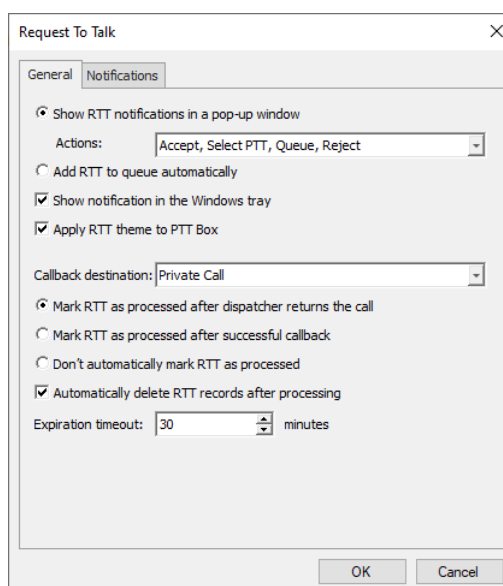 Request To Talk
General Notifications
Show RTT notifications in a pop-up window
Actions: Accept, Select PTT, Queue, Reject
Add RTT to queue automatically
Show notification in the Windows tray
Apply RTT theme to PTT Box
Callback destination: Private Call
Mark RTT as processed after dispatcher returns the call
Mark RTT as processed after successful callback
Don't automatically mark RTT as processed
Automatically delete RTT records after processing
Expiration timeout: 30 minutes
OK Cancel